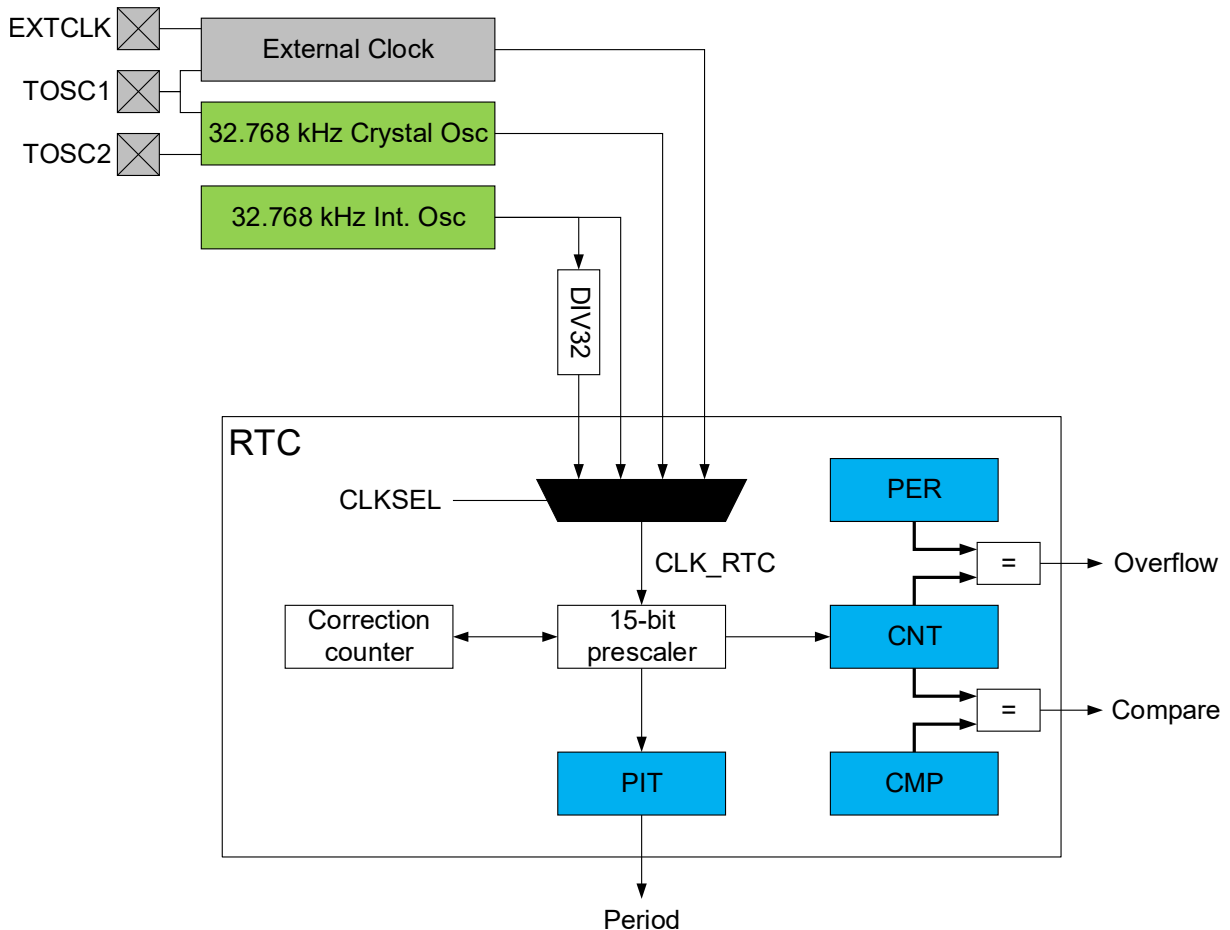 EXTCLK
External Clock
TOSC1
32.768 kHz Crystal Osc
TOSC2
32.768 kHz Int. Osc
DIV32
RTC
CLKSEL
PER
CLK_RTC
=
Overflow
Correction
counter
15-bit
prescaler
CNT
=
Compare
PIT
CMP
Period